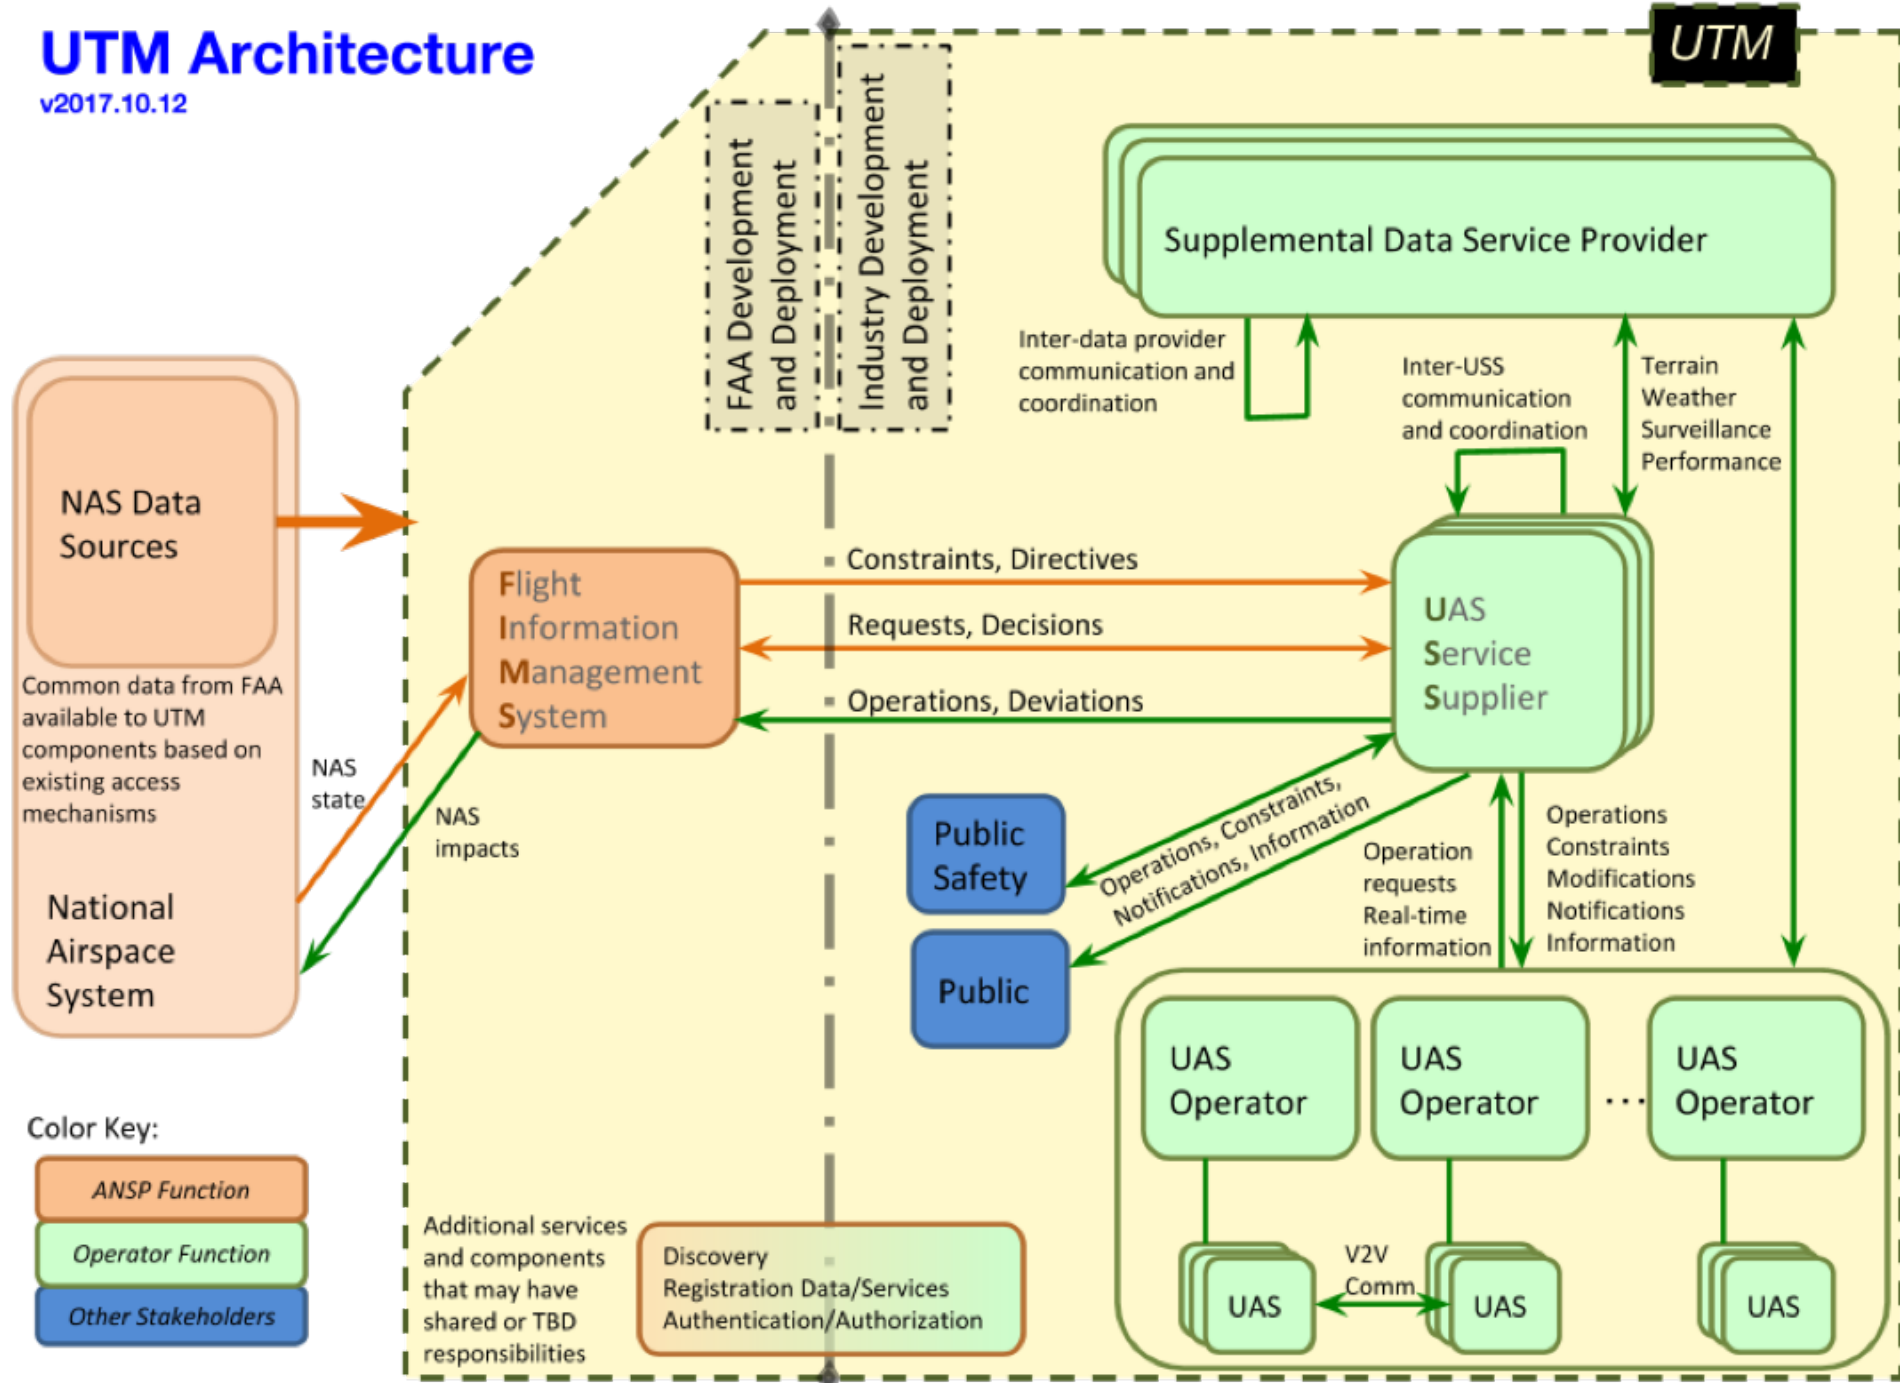 UTM Architecture
v2017.10.12
UTM
FAA Development
and Deployment
Industry Development
and Deployment
Supplemental Data Service Provider
Inter-data provider
communication and
coordination
Inter-USS
communication
and coordination
Terrain
Weather
Surveillance
Performance
NAS Data
Sources
Common data from FAA
available to UTM
components based on
existing access
mechanisms
National
Airspace
System
NAS
state
NAS
impacts
Flight
Information
Management
System
Constraints, Directives
Requests, Decisions
Operations, Deviations
UAS
Service
Supplier
Public
Safety
Public
Operations, Constraints,
Notifications, Information
Operation
requests
Real-time
information
Operations
Constraints
Modifications
Notifications
Information
UAS
Operator
UAS
Operator
...
UAS
Operator
UAS
V2V
Comm
UAS
UAS
Color Key:
ANSP Function
Operator Function
Other Stakeholders
Additional services
and components
that may have
shared or TBD
responsibilities
Discovery
Registration Data/Services
Authentication/Authorization